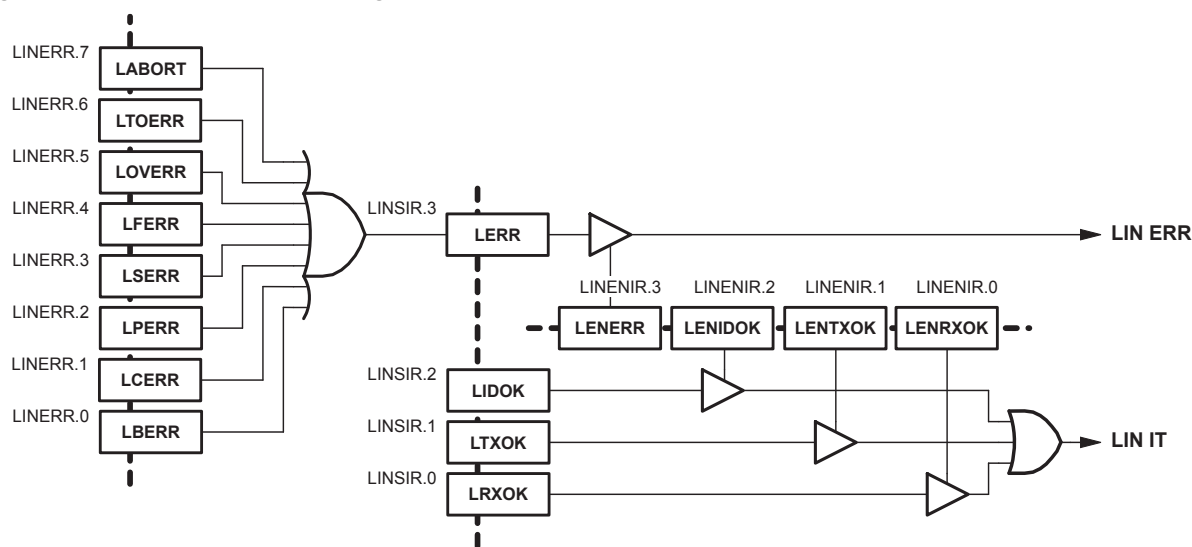 LINERR.7
LABORT
LINERR.6
LTOERR
LINERR.5
LOVERR
LINERR.4
LFERR
LINERR.3
LSERR
LINERR.2
LPERR
LINERR.1
LCERR
LINERR.0
LBERR
LINSIR.3
LERR
LIN ERR
LINENIR.3 LINENIR.2 LINENIR.1 LINENIR.0
LENERR LENIDOK LENTXOK LENRXOK
LINSIR.2
LIDOK
LINSIR.1
LTXOK
LIN IT
LINSIR.0
LRXOK